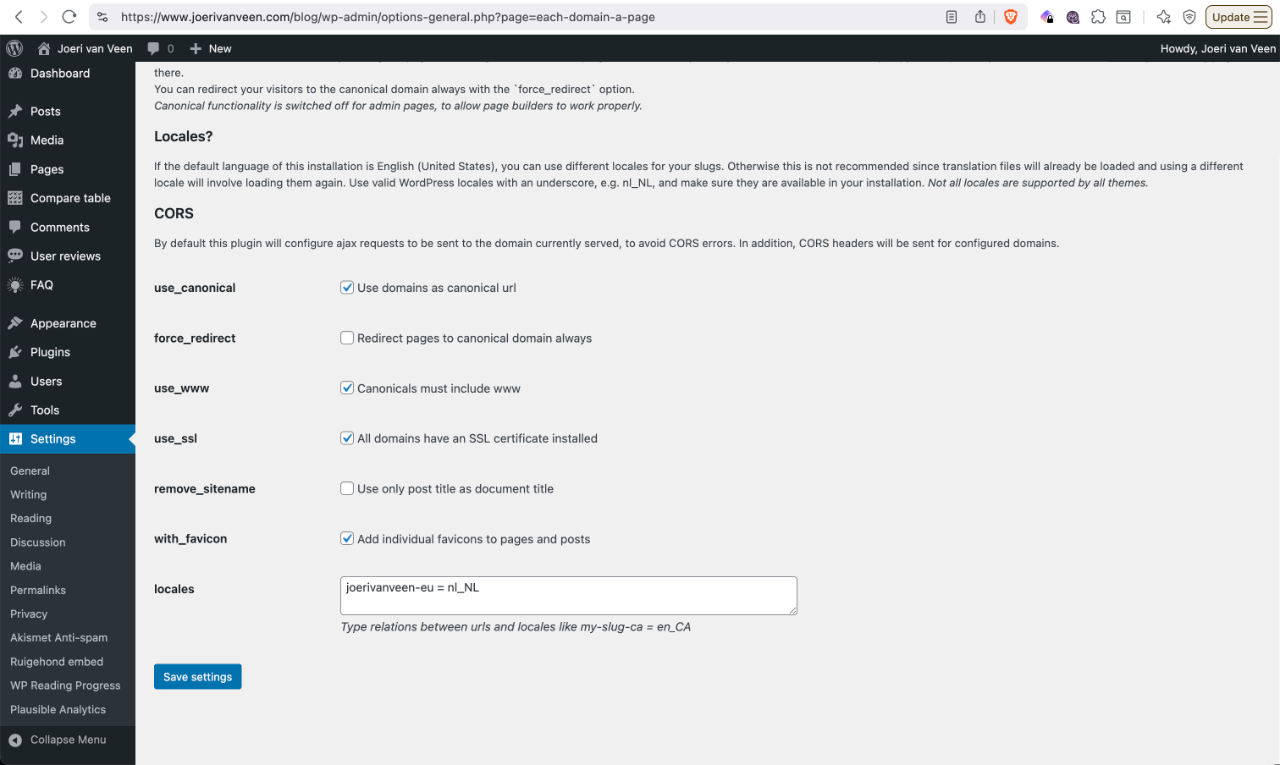 https://www.joerivanveen.com/blog/wp-admin/options-general.php?page=each-domain-a-page
Update
Joeri van Veen
0
New
Howdy, Joeri van Veen
Dashboard
Posts
Media
Pages
Compare table
Comments
User reviews
FAQ
Appearance
Plugins
Users
Tools
Settings
General
Writing
Reading
Discussion
Media
Permalinks
Privacy
Akismet Anti-spam
Ruigehond embed
WP Reading Progress
Plausible Analytics
Collapse Menu
there.
You can redirect your visitors to the canonical domain always with the `force_redirect` option.
Canonical functionality is switched off for admin pages, to allow page builders to work properly.
Locales?
If the default language of this installation is English (United States), you can use different locales for your slugs. Otherwise this is not recommended since translation files will already be loaded and using a different
locale will involve loading them again. Use valid WordPress locales with an underscore, e.g. nl_NL, and make sure they are available in your installation. Not all locales are supported by all themes.
CORS
By default this plugin will configure ajax requests to be sent to the domain currently served, to avoid CORS errors. In addition, CORS headers will be sent for configured domains.
use_canonical
Use domains as canonical url
force_redirect
Redirect pages to canonical domain always
use_www
Canonicals must include www
use_ssl
All domains have an SSL certificate installed
remove_sitename
Use only post title as document title
with_favicon
Add individual favicons to pages and posts
locales
joerivanveen-eu = nl_NL
Type relations between urls and locales like my-slug-ca = en_CA
Save settings